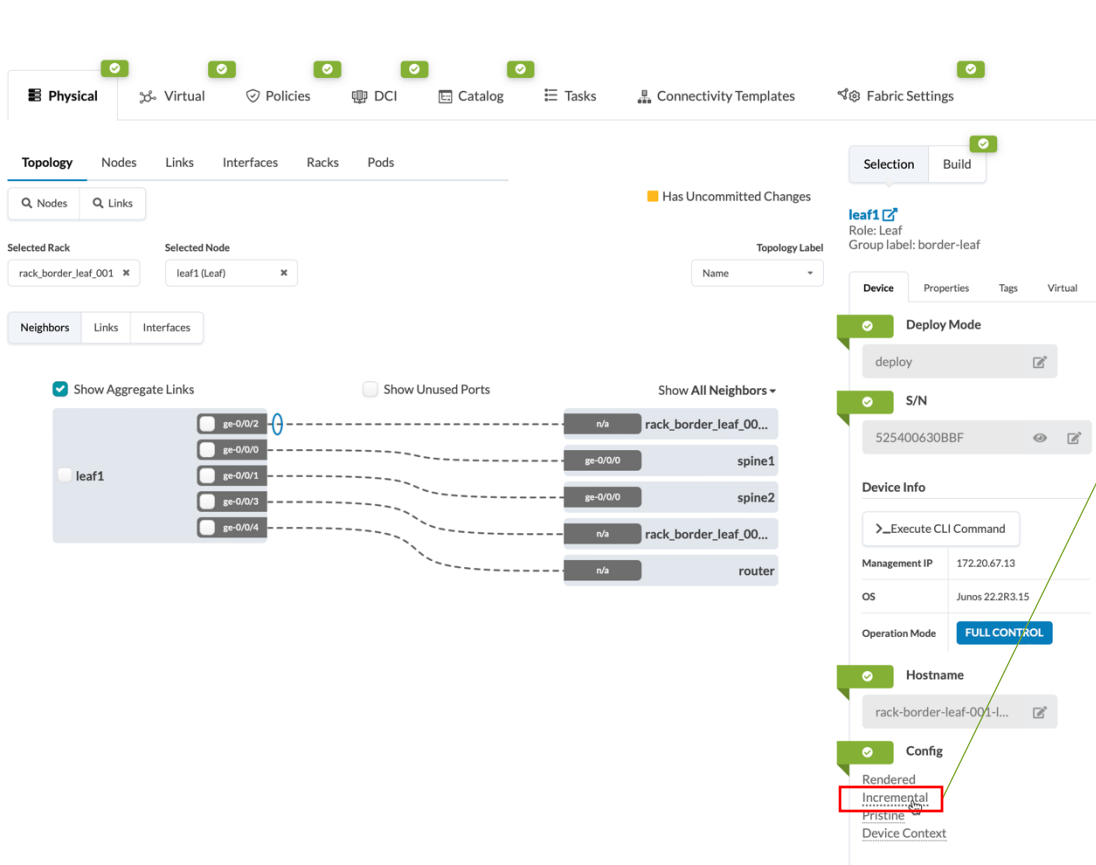 Physical
Virtual
Policies
DCI
Catalog
Tasks
Connectivity Templates
Fabric Settings
Topology
Nodes
Links
Interfaces
Racks
Pods
Selection
Build
Nodes
Links
Has Uncommitted Changes
leaf1
Role: Leaf
Group label: border-leaf
Selected Rack
Selected Node
Topology Label
rack_border_leaf_001
leaf1 (Leaf)
Name
Device
Properties
Tags
Virtual
Neighbors
Links
Interfaces
Deploy Mode
deploy
Show Aggregate Links
Show Unused Ports
Show All Neighbors
S/N
525400630BBF
leaf1
ge-0/0/2
ge-0/0/0
ge-0/0/1
ge-0/0/3
ge-0/0/4
n/a rack_border_leaf_00...
ge-0/0/0 spine1
ge-0/0/0 spine2
n/a rack_border_leaf_00...
n/a router
Device Info
>_Execute CLI Command
Management IP 172.20.67.13
OS Junos 22.2R3.15
Operation Mode FULL CONTROL
Hostname
rack-border-leaf-001-l...
Config
Rendered
Incremental
Pristine
Device Context